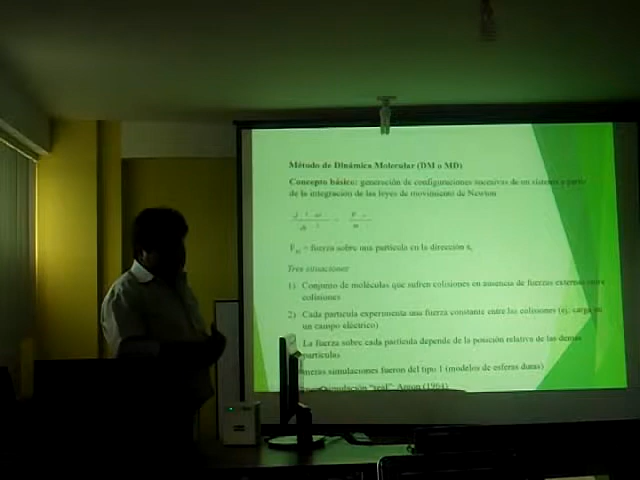 Método de Dinámica Molecular (DM o MD)
Concepto básico: generación de configuraciones sucesivas de un sistema a partir
de la integración de las leyes de movimiento de Newton
= fuerza sobre una partícula en la dirección x
Tres situaciones
1) Conjunto de moléculas que sufren colisiones en ausencia de fuerzas externas entre
colisiones
2) Cada partícula experimenta una fuerza constante entre las colisiones (ej. carga en
un campo eléctrico)
La fuerza sobre cada partícula depende de la posición relativa de las demás
partículas
meras simulaciones fueron del tipo 1 (modelos de esferas duras)
simulación "real":
(1964)